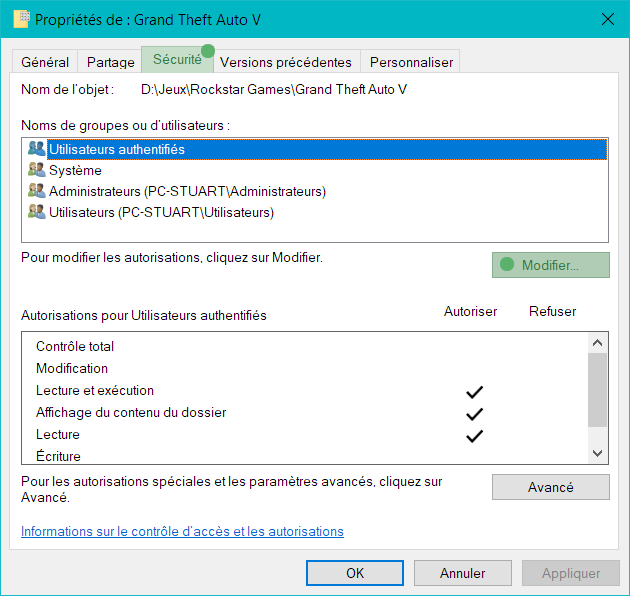 Propriétés de : Grand Theft Auto V
Général Partage Sécurité Versions précédentes Personnaliser
Nom de l'objet : D:\Jeux\Rockstar Games\Grand Theft Auto V
Noms de groupes ou d'utilisateurs :
Utilisateurs authentifiés
Système
Administrateurs (PC-STUART\Administrateurs)
Utilisateurs (PC-STUART\Utilisateurs)
Pour modifier les autorisations, cliquez sur Modifier.
Modifier...
Autorisations pour Utilisateurs authentifiés Autoriser Refuser
Contrôle total
Modification
Lecture et exécution
Affichage du contenu du dossier
Lecture
Écriture
Pour les autorisations spéciales et les paramètres avancés, cliquez sur
Avancé.
Avancé
Informations sur le contrôle d'accès et les autorisations
OK Annuler Appliquer